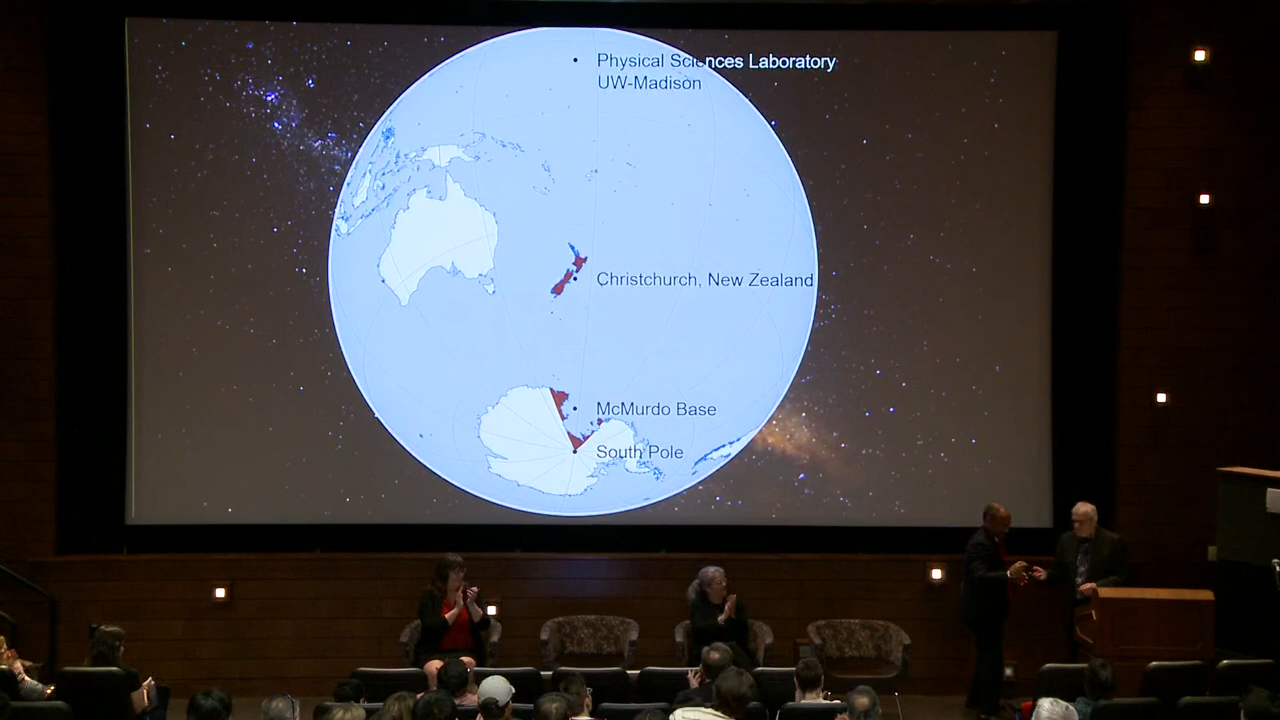 Physical Sciences Laboratory
UW-Madison
Christchurch, New Zealand
McMurdo Base
South Pole